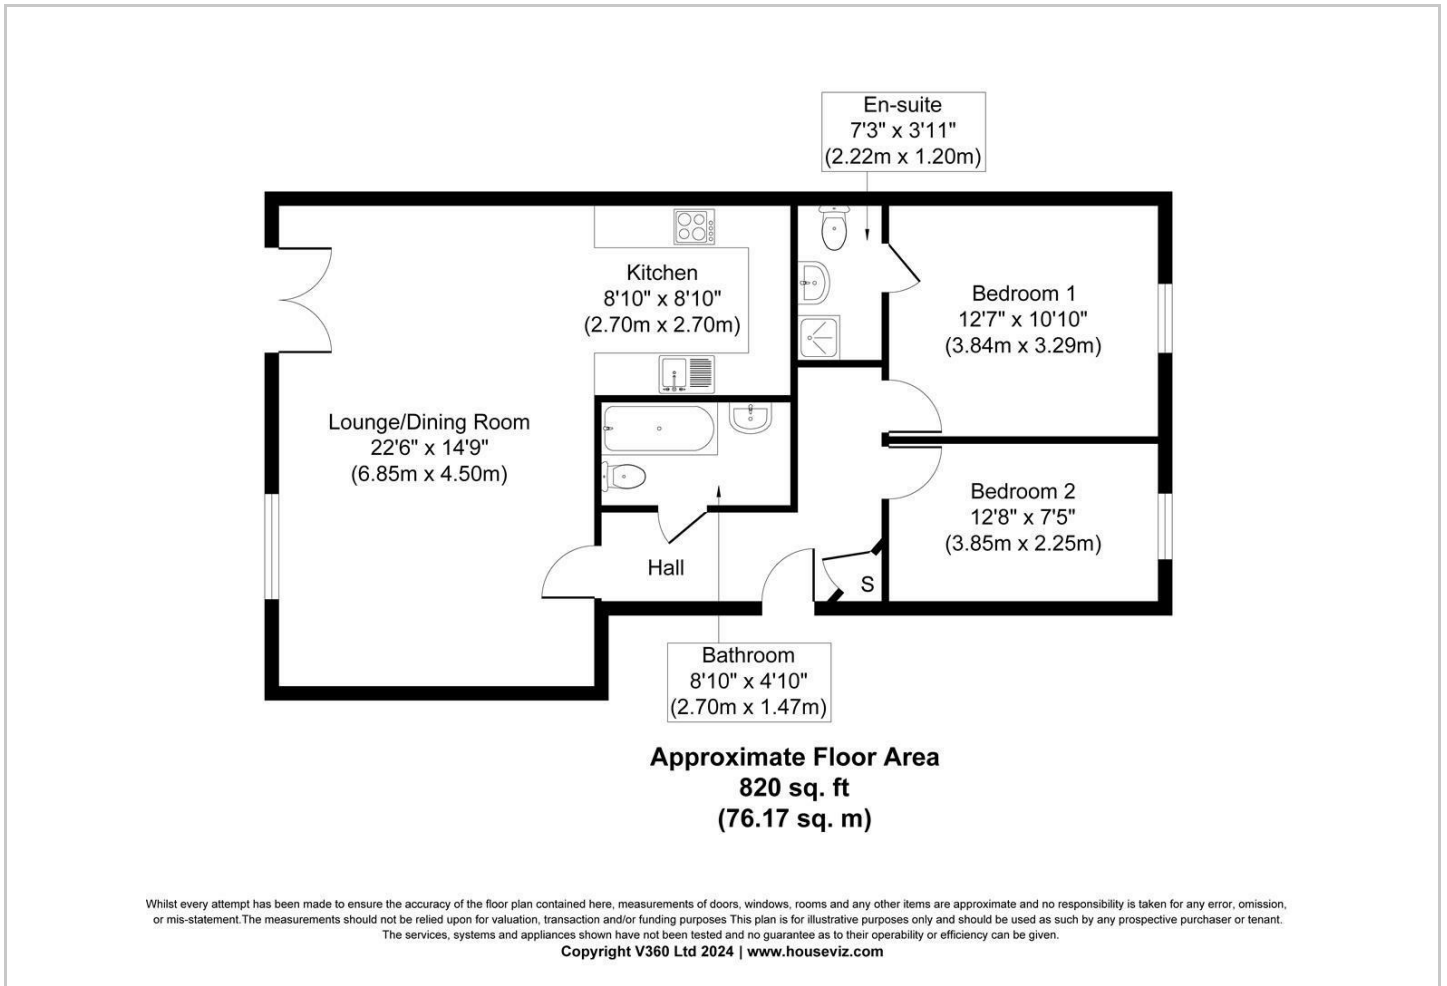 En-suite
7'3" x 3'11"
(2.22m x 1.20m)
Kitchen
8'10" x 8'10"
(2.70m x 2.70m)
Bedroom 1
12'7" x 10'10"
(3.84m x 3.29m)
Lounge/Dining Room
22'6" x 14'9"
(6.85m x 4.50m)
Bedroom 2
12'8" x 7'5"
(3.85m x 2.25m)
Hall
S
Bathroom
8'10" x 4'10"
(2.70m x 1.47m)
Approximate Floor Area
820 sq. ft
(76.17 sq. m)
Whilst every attempt has been made to ensure the accuracy of the floor plan contained here, measurements of doors, windows, rooms and any other items are approximate and no responsibility is taken for any error, omission,
or mis-statement.The measurements should not be relied upon for valuation, transaction and/or funding purposes This plan is for illustrative purposes only and should be used as such by any prospective purchaser or tenant.
The services, systems and appliances shown have not been tested and no guarantee as to their operability or efficiency can be given.
Copyright V360 Ltd 2024 | www.houseviz.com